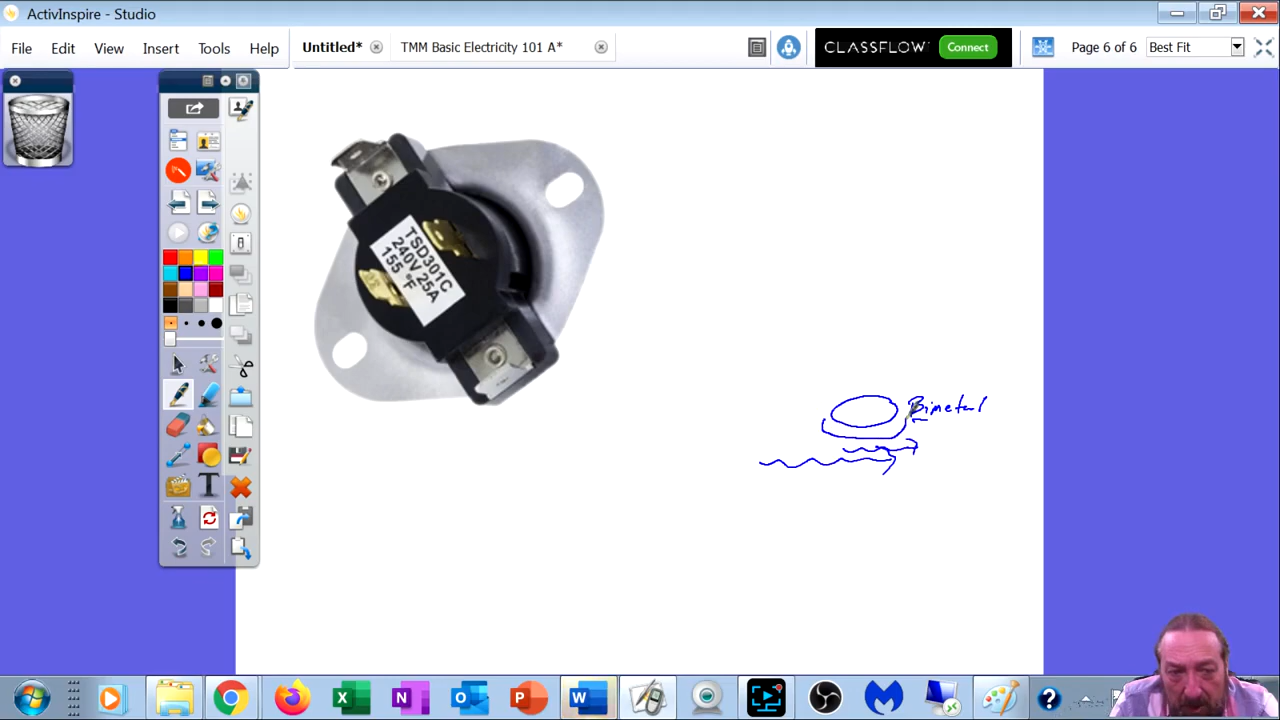 ActivInspire - Studio
File Edit View Insert Tools Help
Untitled*
TMM Basic Electricity 101 A*
CLASSFLOW
Connect
Page 6 of 6
Best Fit
TSD301C
240V 25A
155 °F
Bimetal
T
X
N
O
P
W
?